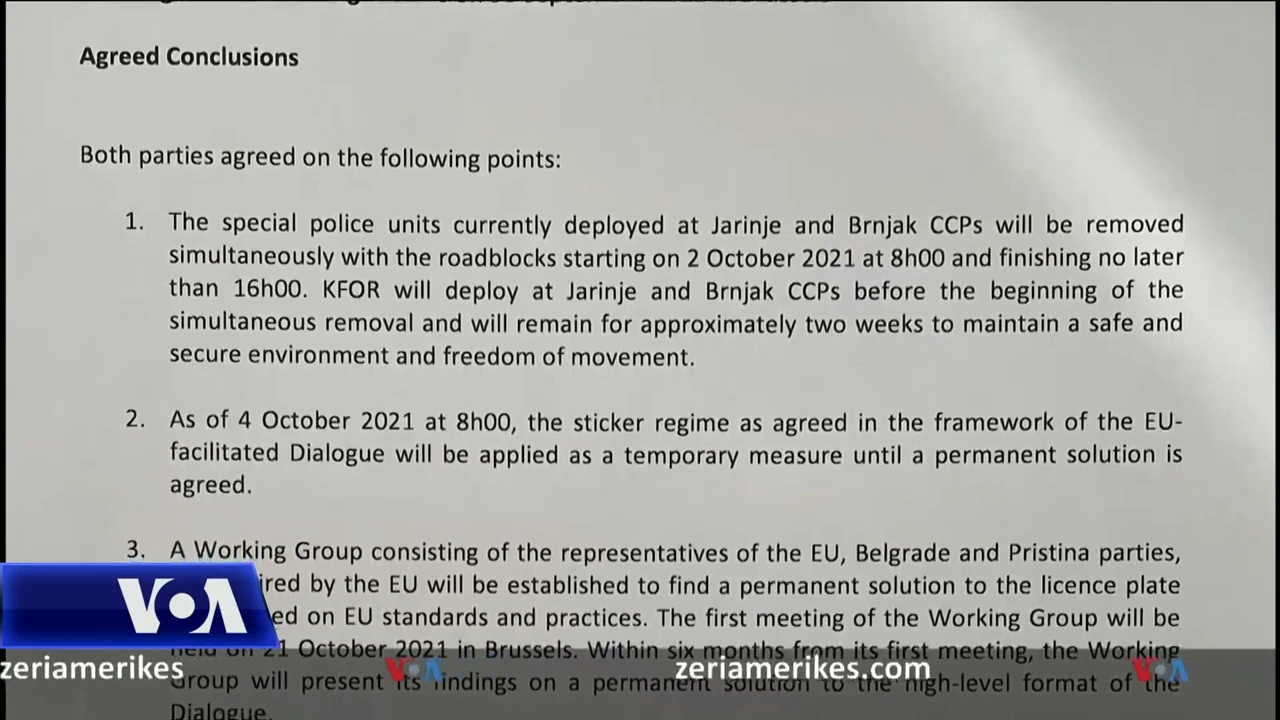 Agreed Conclusions
Both parties agreed on the following points:
1. The special police units currently deployed at Jarinje and Brnjak CCPs will be removed
simultaneously with the roadblocks starting on 2 October 2021 at 8h00 and finishing no later
than 16h00. KFOR will deploy at Jarinje and Brnjak CCPs before the beginning of the
simultaneous removal and will remain for approximately two weeks to maintain a safe and
secure environment and freedom of movement.
2. As of 4 October 2021 at 8h00, the sticker regime as agreed in the framework of the EU-
facilitated Dialogue will be applied as a temporary measure until a permanent solution is
agreed.
3. A Working Group consisting of the representatives of the EU, Belgrade and Pristina parties,
ired by the EU will be established to find a permanent solution to the licence plate
ed on EU standards and practices. The first meeting of the Working Group will be
held on 21 October 2021 in Brussels. Within six months from its first meeting, the Working
Group will present its findings on a permanent solution to the high-level format of the
Dialogue.
VOA
zeriamerikes
VOA
zeriamerikes.com
VOA